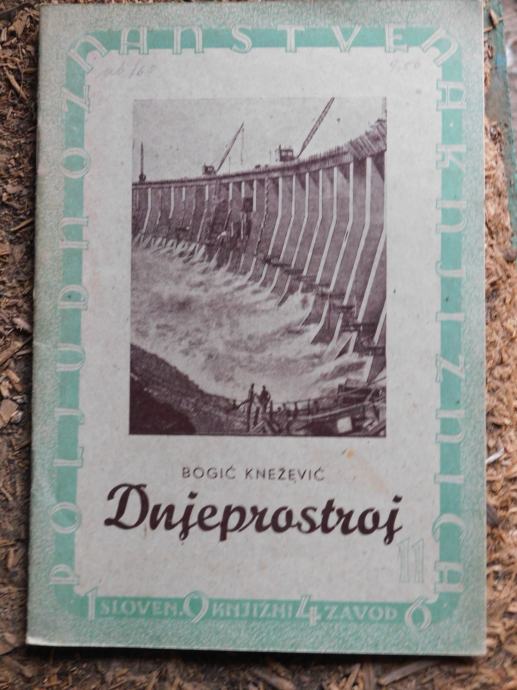 POLJUDNOZNANSTVENA KNJIŽNICA
BOGIĆ KNEŽEVIĆ
Dnjeprostroj
11
1 SLOVEN. 9 KNJIŽNI 4 ZAVOD 6